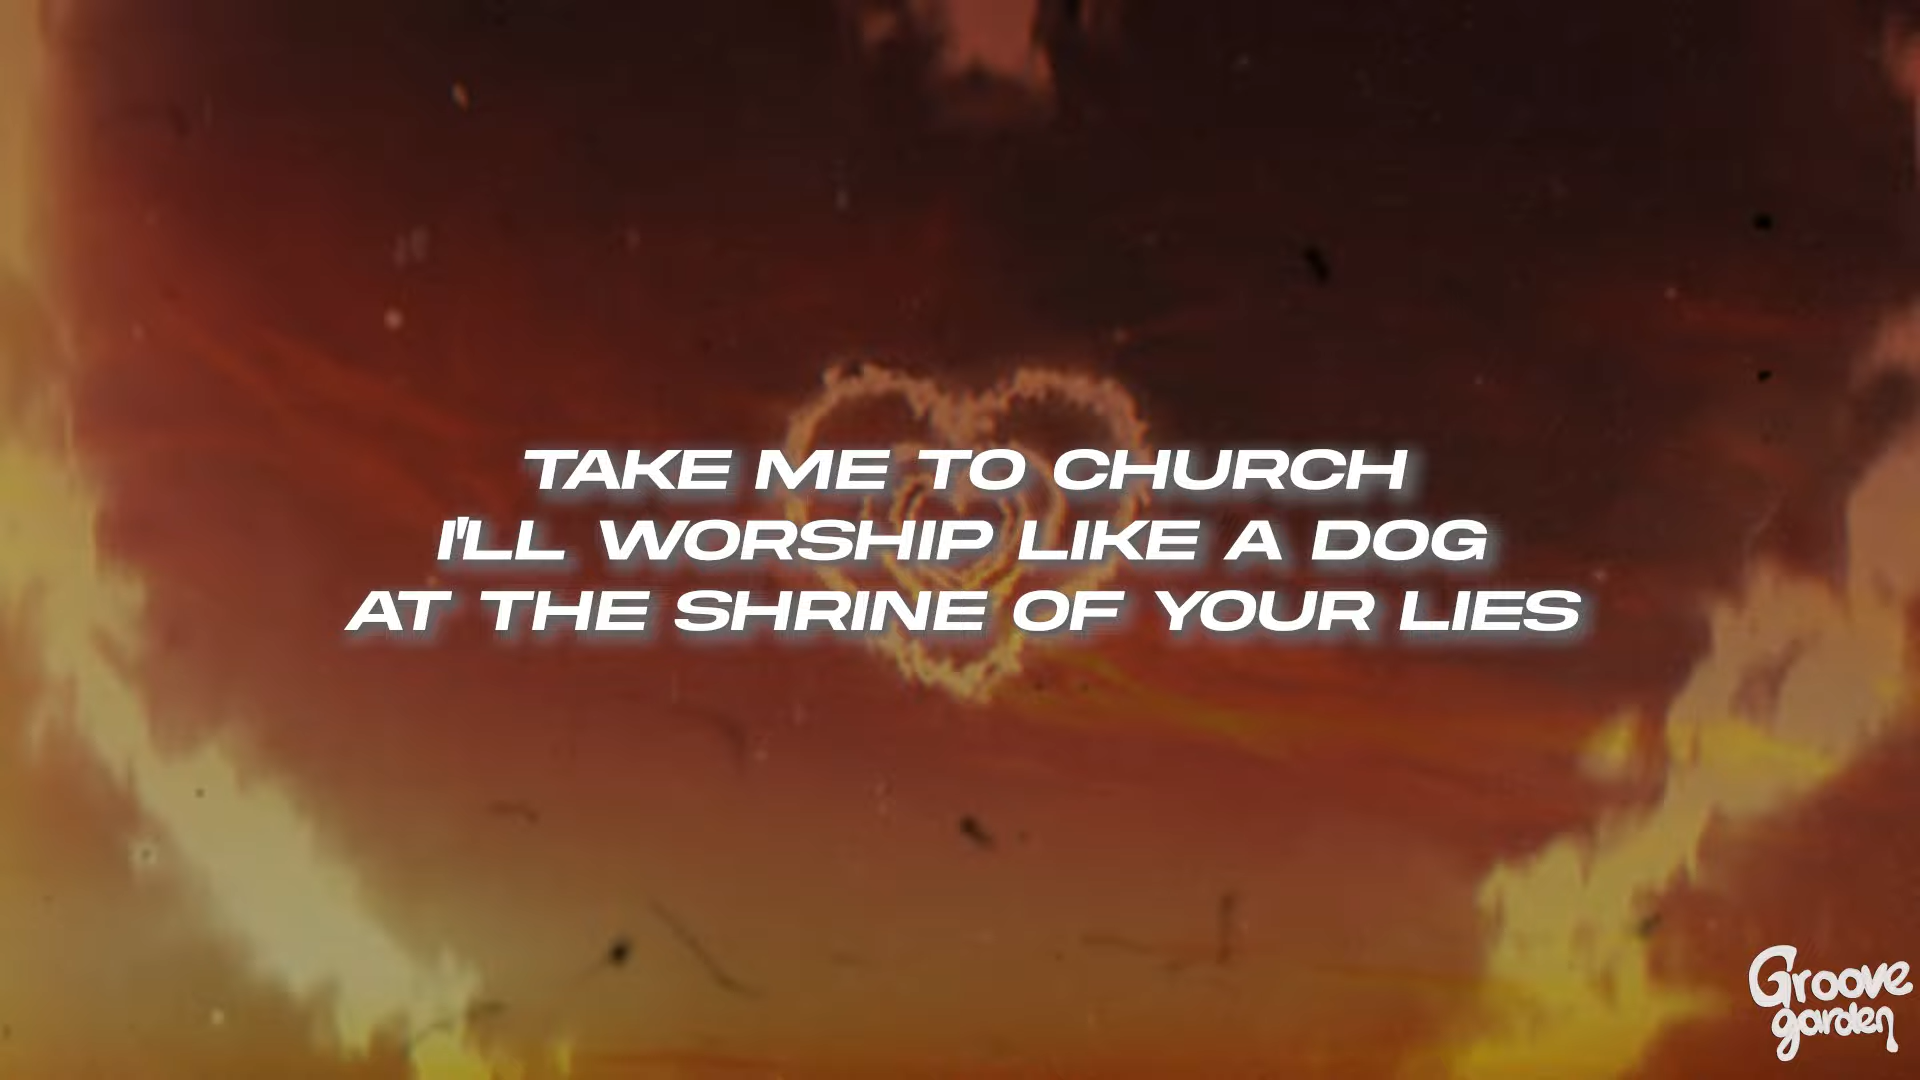 TAKE ME TO CHURCH
I'LL WORSHIP LIKE A DOG
AT THE SHRINE OF YOUR LIES
Groove
garden